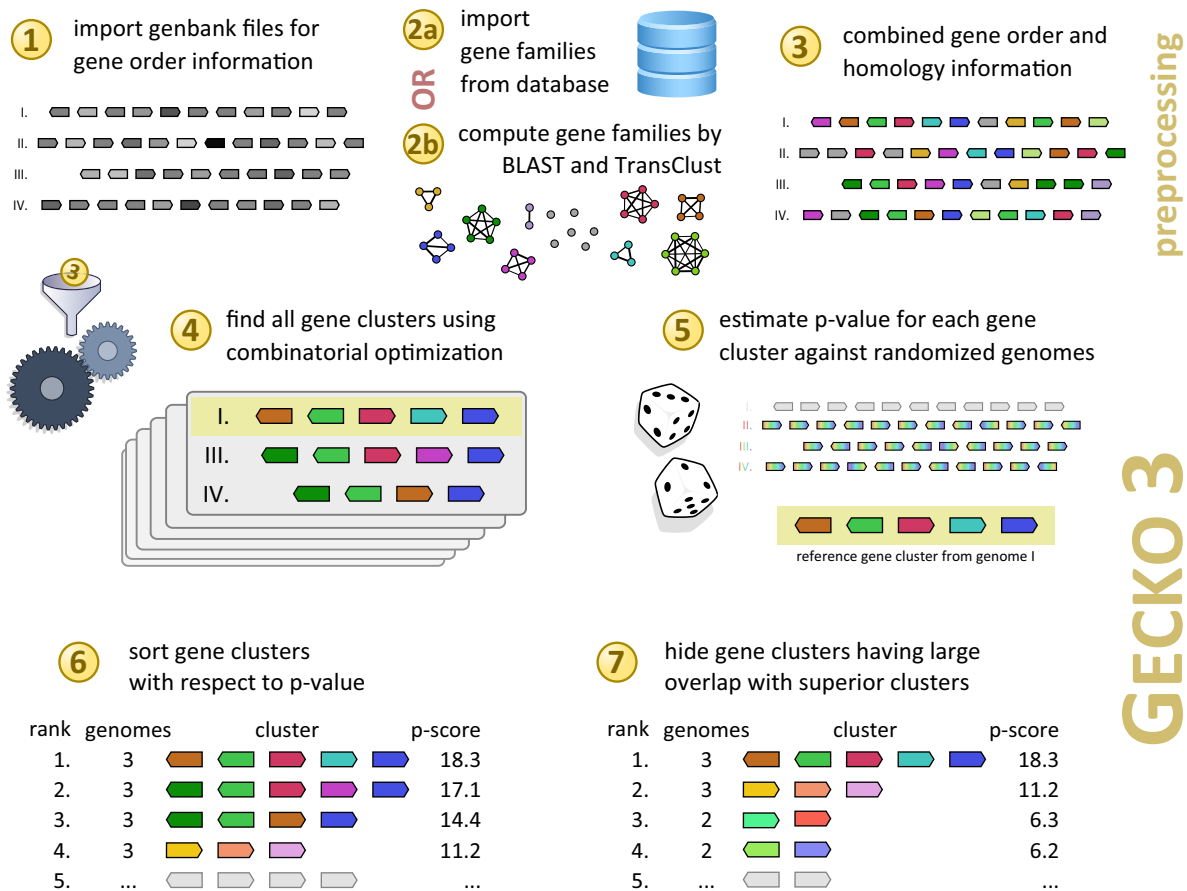 1
import genbank files for
gene order information
I.
II.
III.
IV.
2a
import
gene families
from database
OR
2b
compute gene families by
BLAST and TransClust
3
combined gene order and
homology information
I.
II.
III.
IV.
preprocessing
3
4
find all gene clusters using
combinatorial optimization
I.
III.
IV.
5
estimate p-value for each gene
cluster against randomized genomes
I.
II.
III.
IV.
reference gene cluster from genome I
GECKO 3
6
sort gene clusters
with respect to p-value
rank genomes cluster p-score
1. 3 18.3
2. 3 17.1
3. 3 14.4
4. 3 11.2
5. ... ...
7
hide gene clusters having large
overlap with superior clusters
rank genomes cluster p-score
1. 3 18.3
2. 3 11.2
3. 2 6.3
4. 2 6.2
5. ... ...